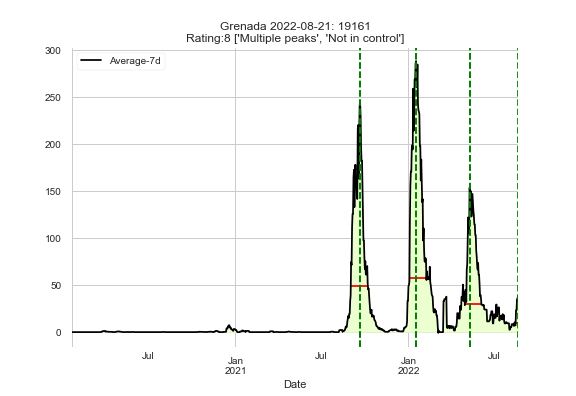 Grenada 2022-08-21: 19161
Rating:8 ['Multiple peaks', 'Not in control']
300
250
200
150
100
50
0
Average-7d
Jul
Jan
2021
Jul
Jan
2022
Jul
Date